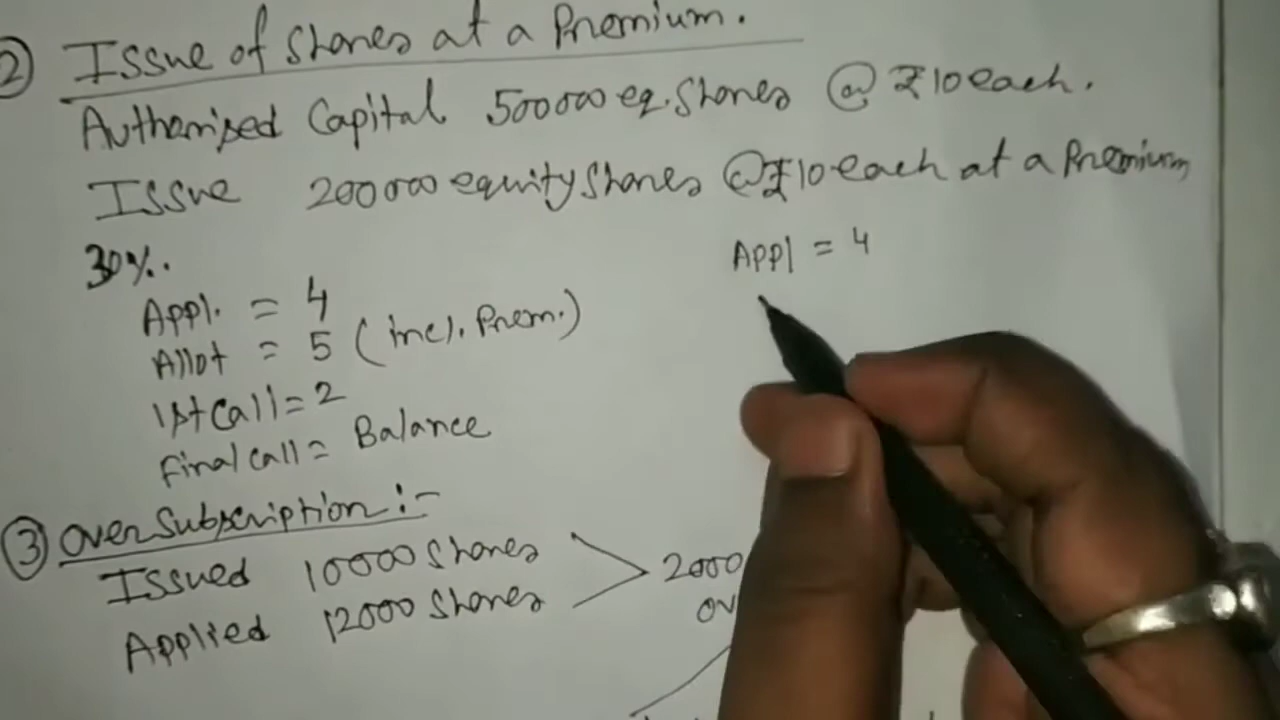 ② Issue of Shares at a Premium.
Authorised Capital 500000 eq. Shares @ ₹10 each.
Issue 200000 equity Shares @ ₹10 each at a Premium
30%.
Appl. = 4
Allot = 5 (incl. Prem.)
1st Call = 2
Final Call = Balance
Appl = 4
③ Over Subscription :-
Issued 10000 Shares
Applied 12000 Shares
2000